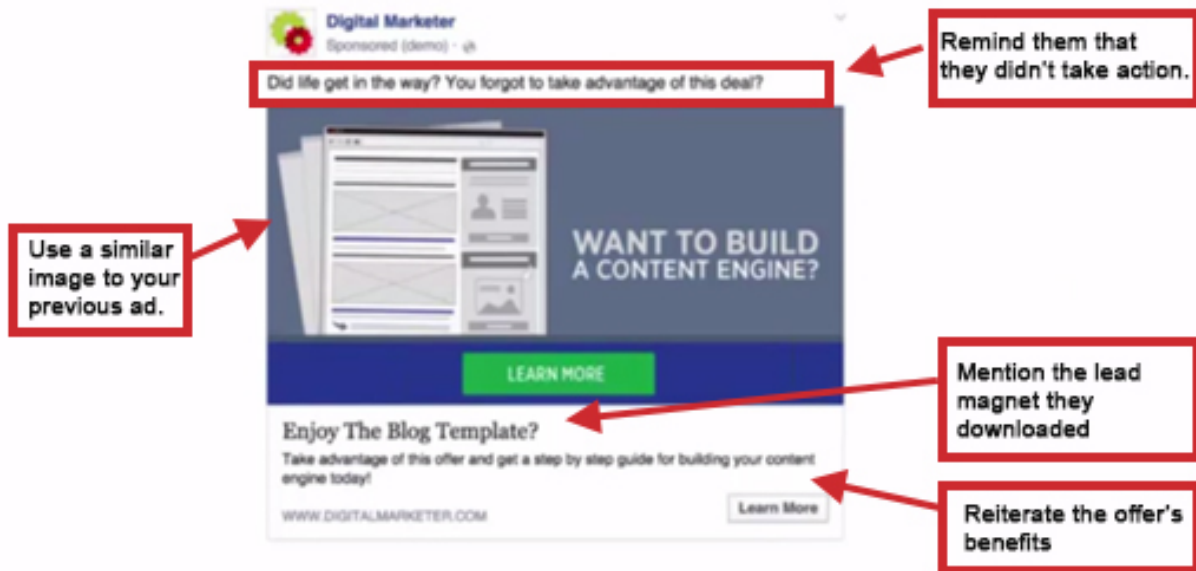 Digital Marketer
Sponsored (demo) ·
Did life get in the way? You forgot to take advantage of this deal?
Remind them that
they didn't take action.
Use a similar
image to your
previous ad.
WANT TO BUILD
A CONTENT ENGINE?
LEARN MORE
Enjoy The Blog Template?
Take advantage of this offer and get a step by step guide for building your content
engine today!
WWW.DIGITALMARKETER.COM
Learn More
Mention the lead
magnet they
downloaded
Reiterate the offer's
benefits